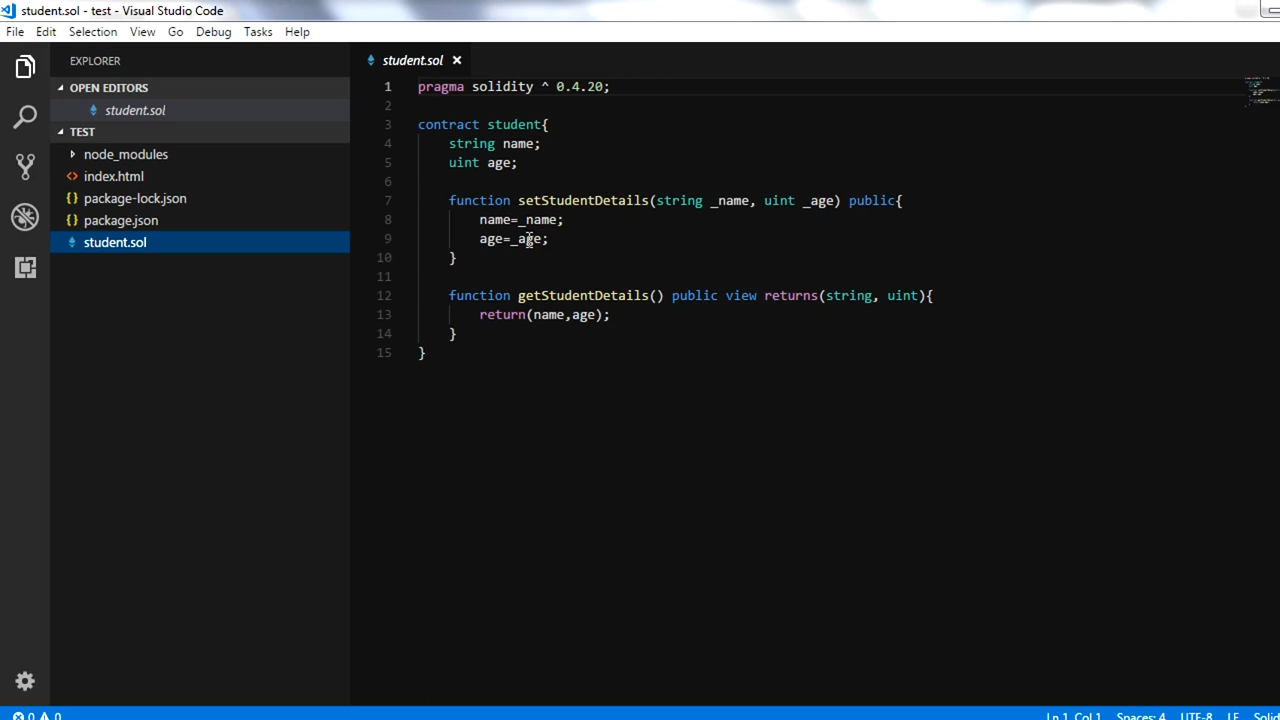 student.sol - test - Visual Studio Code
File Edit Selection View Go Debug Tasks Help
EXPLORER
OPEN EDITORS
student.sol
TEST
node_modules
index.html
package-lock.json
package.json
student.sol
student.sol
1 pragma solidity ^ 0.4.20;
2
3 contract student{
4 string name;
5 uint age;
6
7 function setStudentDetails(string _name, uint _age) public{
8 name=_name;
9 age=_age;
10 }
11
12 function getStudentDetails() public view returns(string, uint){
13 return(name,age);
14 }
15 }
0 0 Ln 1, Col 1 Spaces: 4 UTF-8 LF